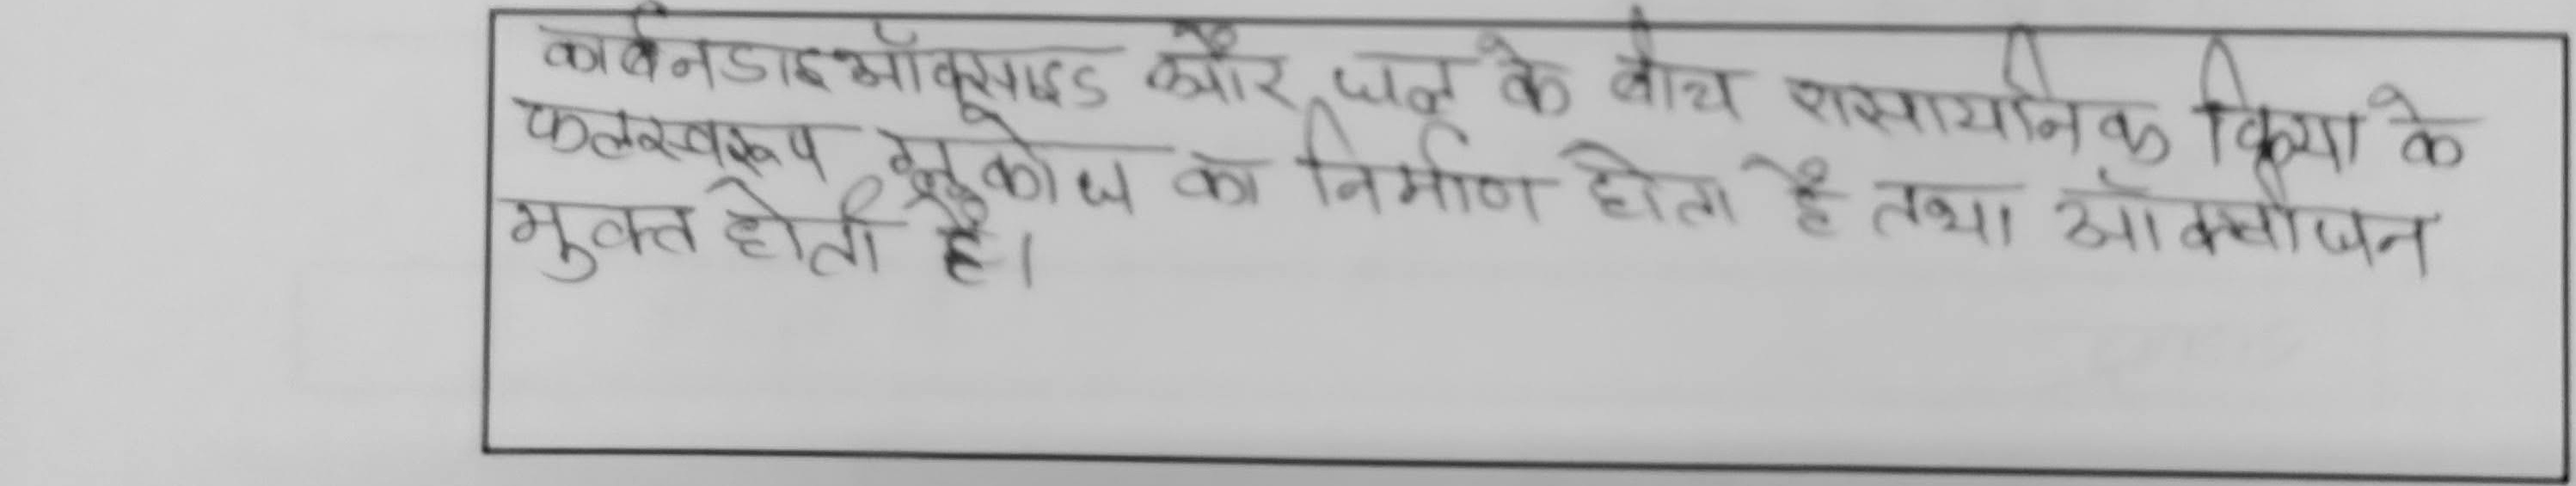 कार्बनडाइऑक्साइड और जल के बीच रासायनिक क्रिया के
फलस्वरूप ग्लुकोज का निर्माण होता है तथा ऑक्सीजन
मुक्त होती है।